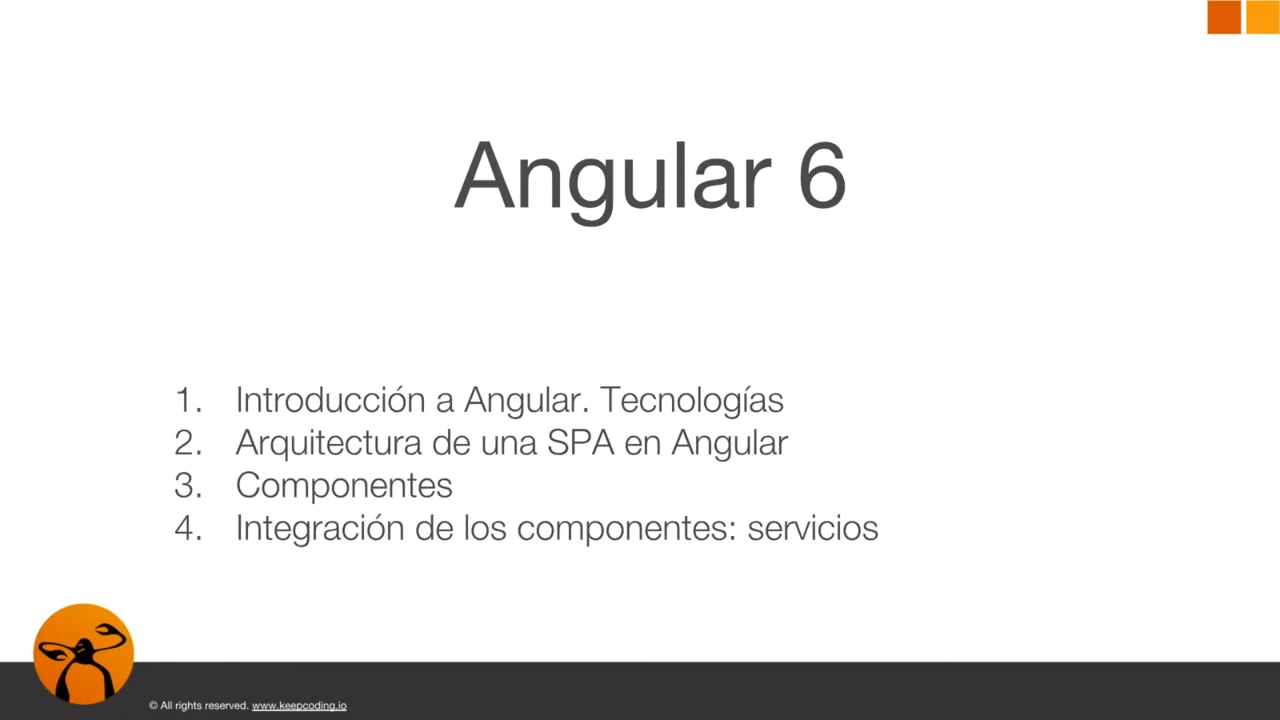 Angular 6
1. Introducción a Angular. Tecnologías
2. Arquitectura de una SPA en Angular
3. Componentes
4. Integración de los componentes: servicios
© All rights reserved. www.keepcoding.io